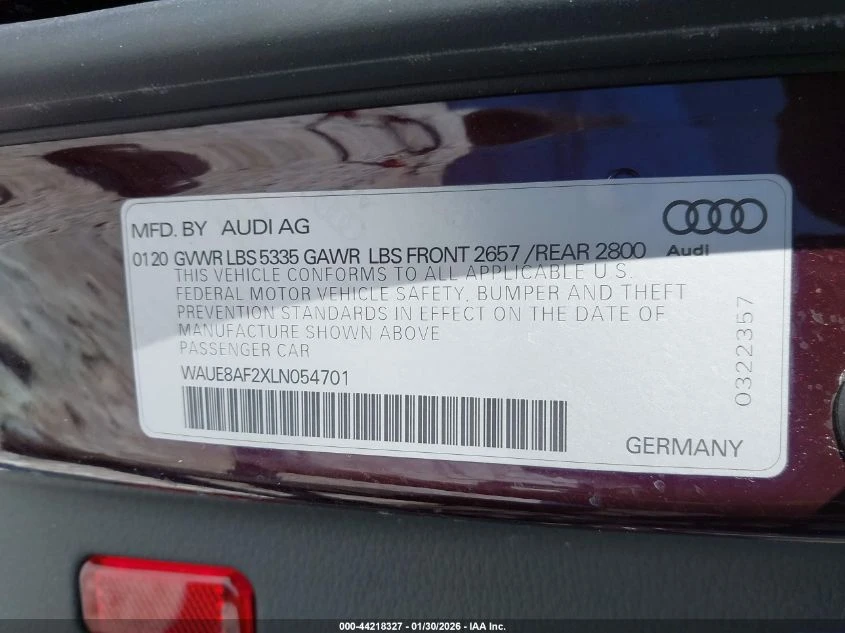 MFD. BY AUDI AG
0120 GVWR LBS 5335 GAWR LBS FRONT 2657 /REAR 2800
Audi
THIS VEHICLE CONFORMS TO ALL APPLICABLE U.S.
FEDERAL MOTOR VEHICLE SAFETY, BUMPER AND THEFT
PREVENTION STANDARDS IN EFFECT ON THE DATE OF
MANUFACTURE SHOWN ABOVE
PASSENGER CAR
WAUE8AF2XLN054701
0322357
GERMANY
000-44218327 - 01/30/2026 - IAA Inc.